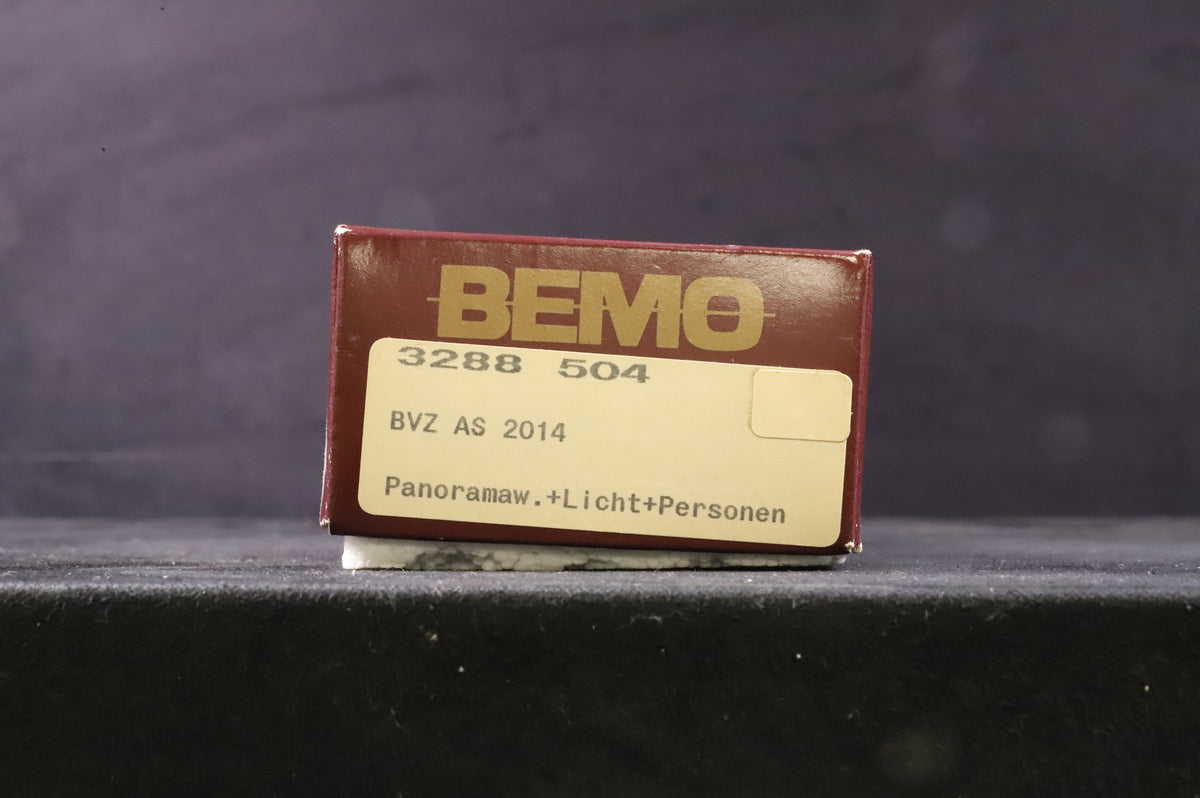 BEMO
3288 504
BVZ AS 2014
Panoramaw.+Licht+Personen